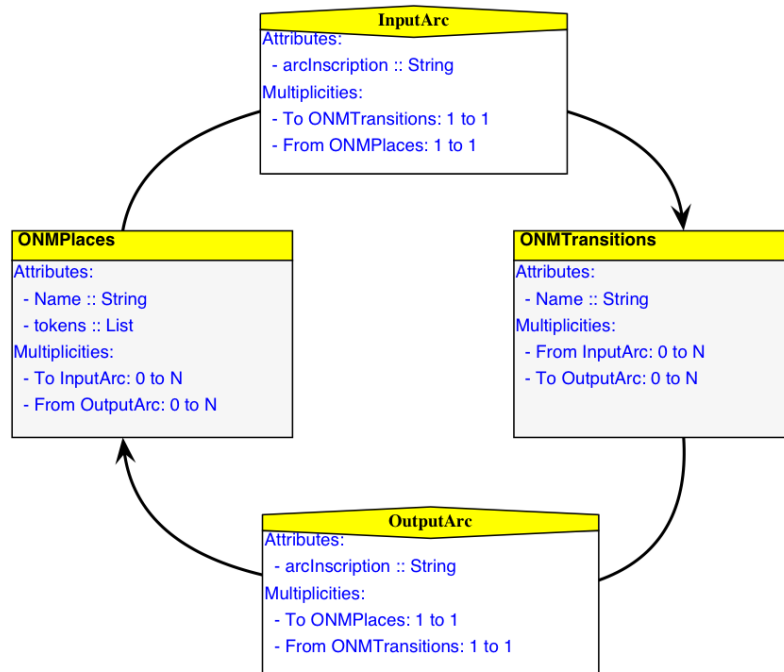 InputArc
Attributes:
- arcInscription :: String
Multiplicities:
- To ONMTransitions: 1 to 1
- From ONMPlaces: 1 to 1
ONMPlaces
Attributes:
- Name :: String
- tokens :: List
Multiplicities:
- To InputArc: 0 to N
- From OutputArc: 0 to N
ONMTransitions
Attributes:
- Name :: String
Multiplicities:
- From InputArc: 0 to N
- To OutputArc: 0 to N
OutputArc
Attributes:
- arcInscription :: String
Multiplicities:
- To ONMPlaces: 1 to 1
- From ONMTransitions: 1 to 1